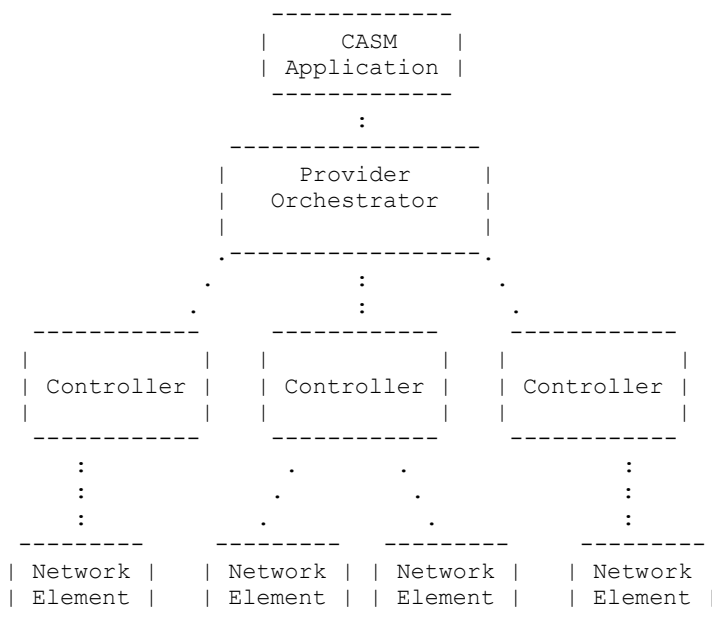 CASM
Application
Provider
Orchestrator
Controller Controller Controller
Network Network Network Network
Element Element Element Element